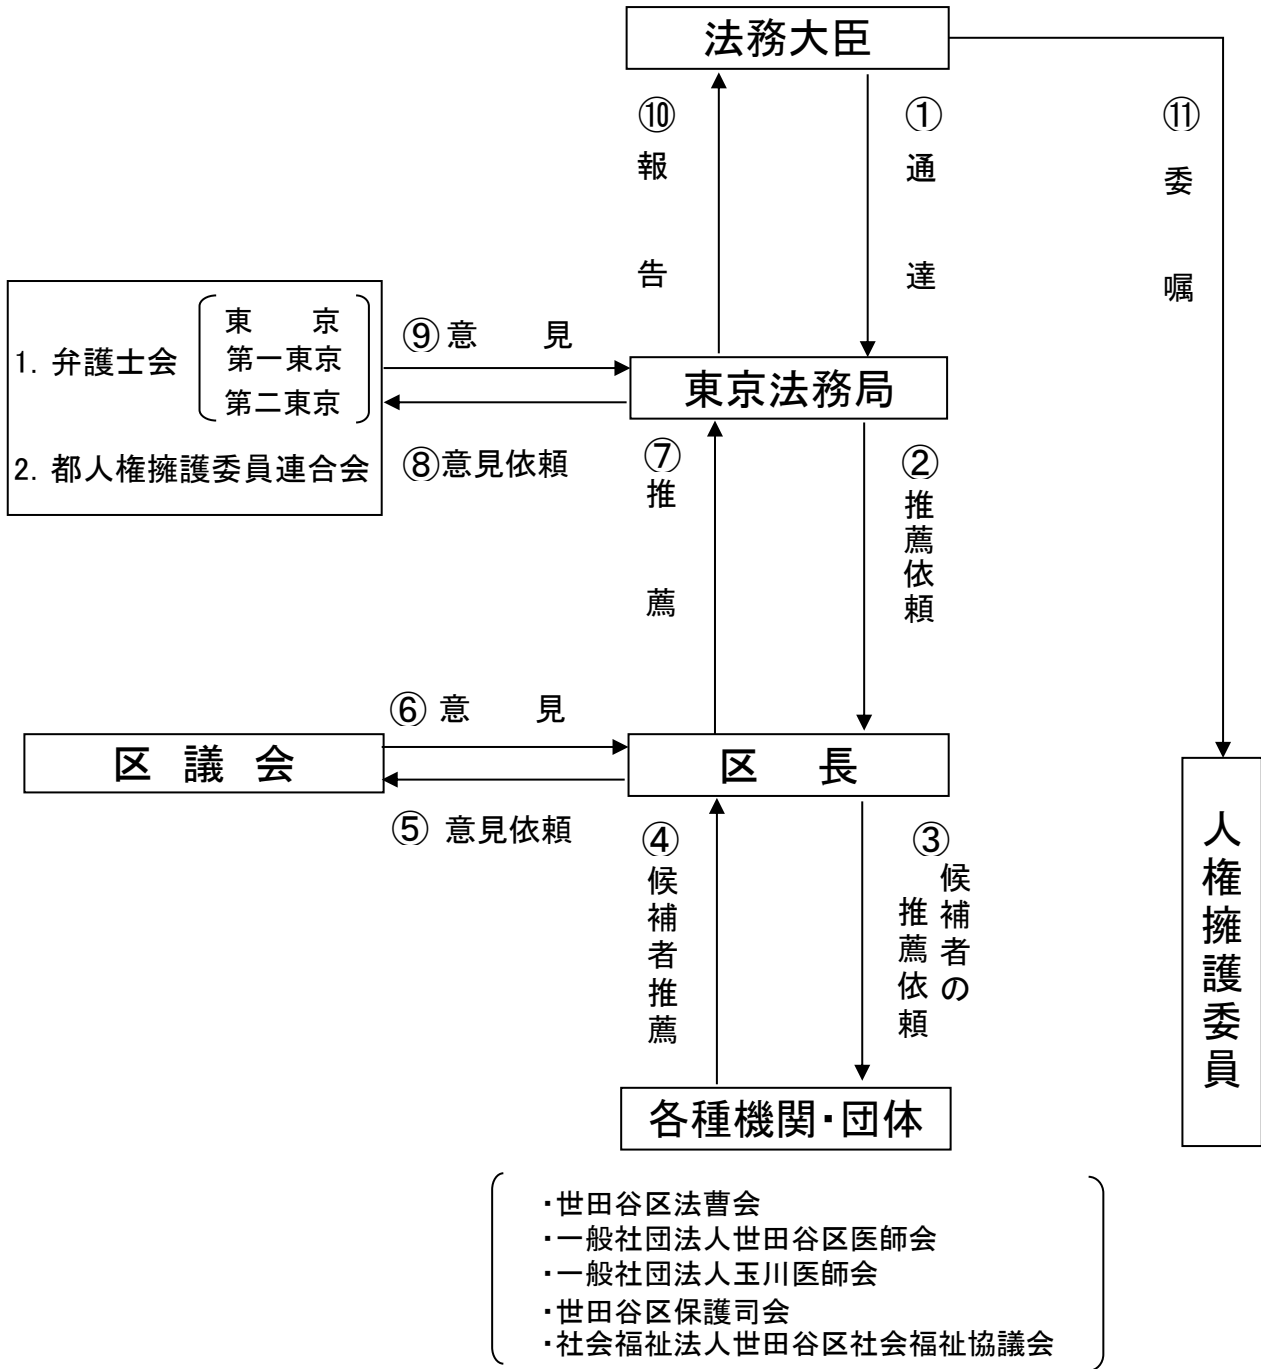 法務大臣
⑩報告
①通達
⑪委嘱
1. 弁護士会
東　京
第一東京
第二東京
2. 都人権擁護委員連合会
⑨意　見
⑧意見依頼
東京法務局
⑦推薦
②推薦依頼
⑥意　見
区　議　会
⑤ 意見依頼
区　長
④候補者推薦
③候補者の
推薦依頼
人権擁護委員
各種機関・団体
・世田谷区法曹会
・一般社団法人世田谷区医師会
・一般社団法人玉川医師会
・世田谷区保護司会
・社会福祉法人世田谷区社会福祉協議会